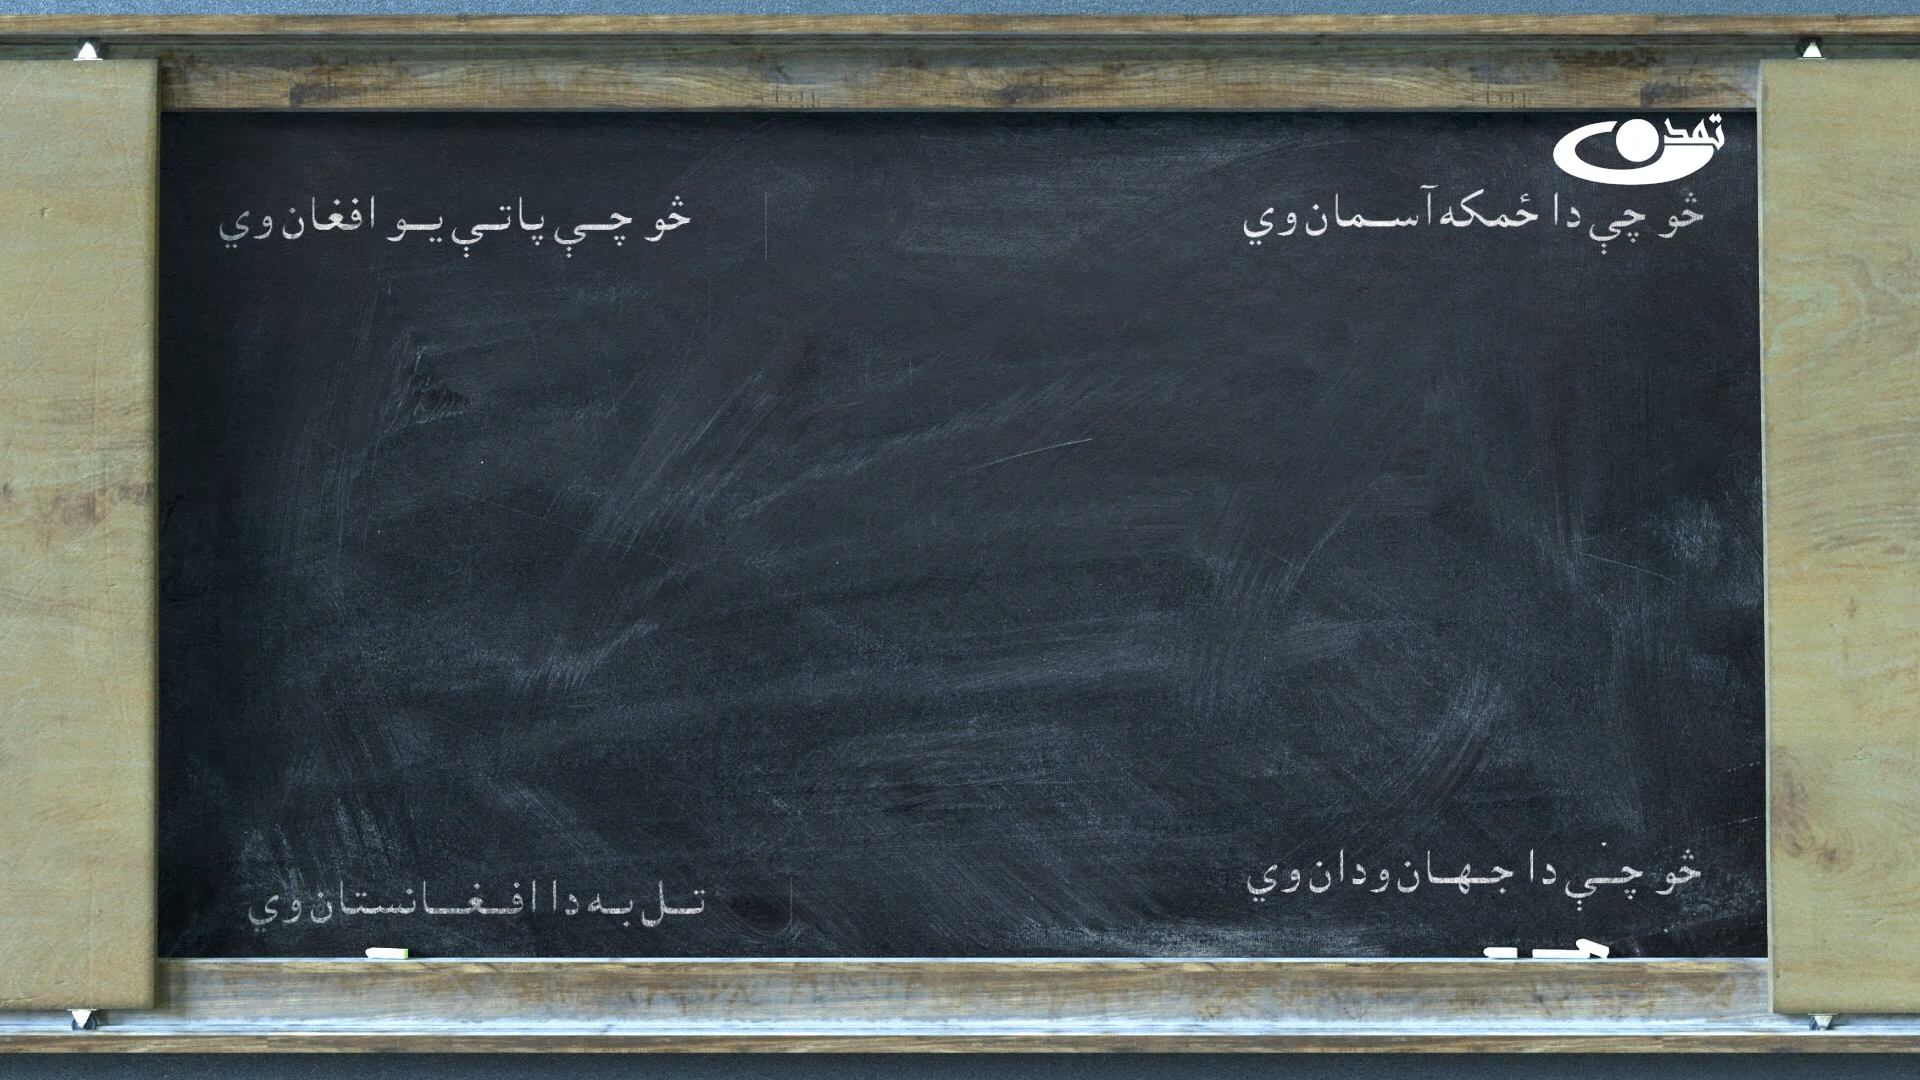 تمدن
څو چې دا ځمکه آسمان وي
څو چې پاتې يو افغان وي
څو چې دا جهان ودان وي
تل به دا افغانستان وي